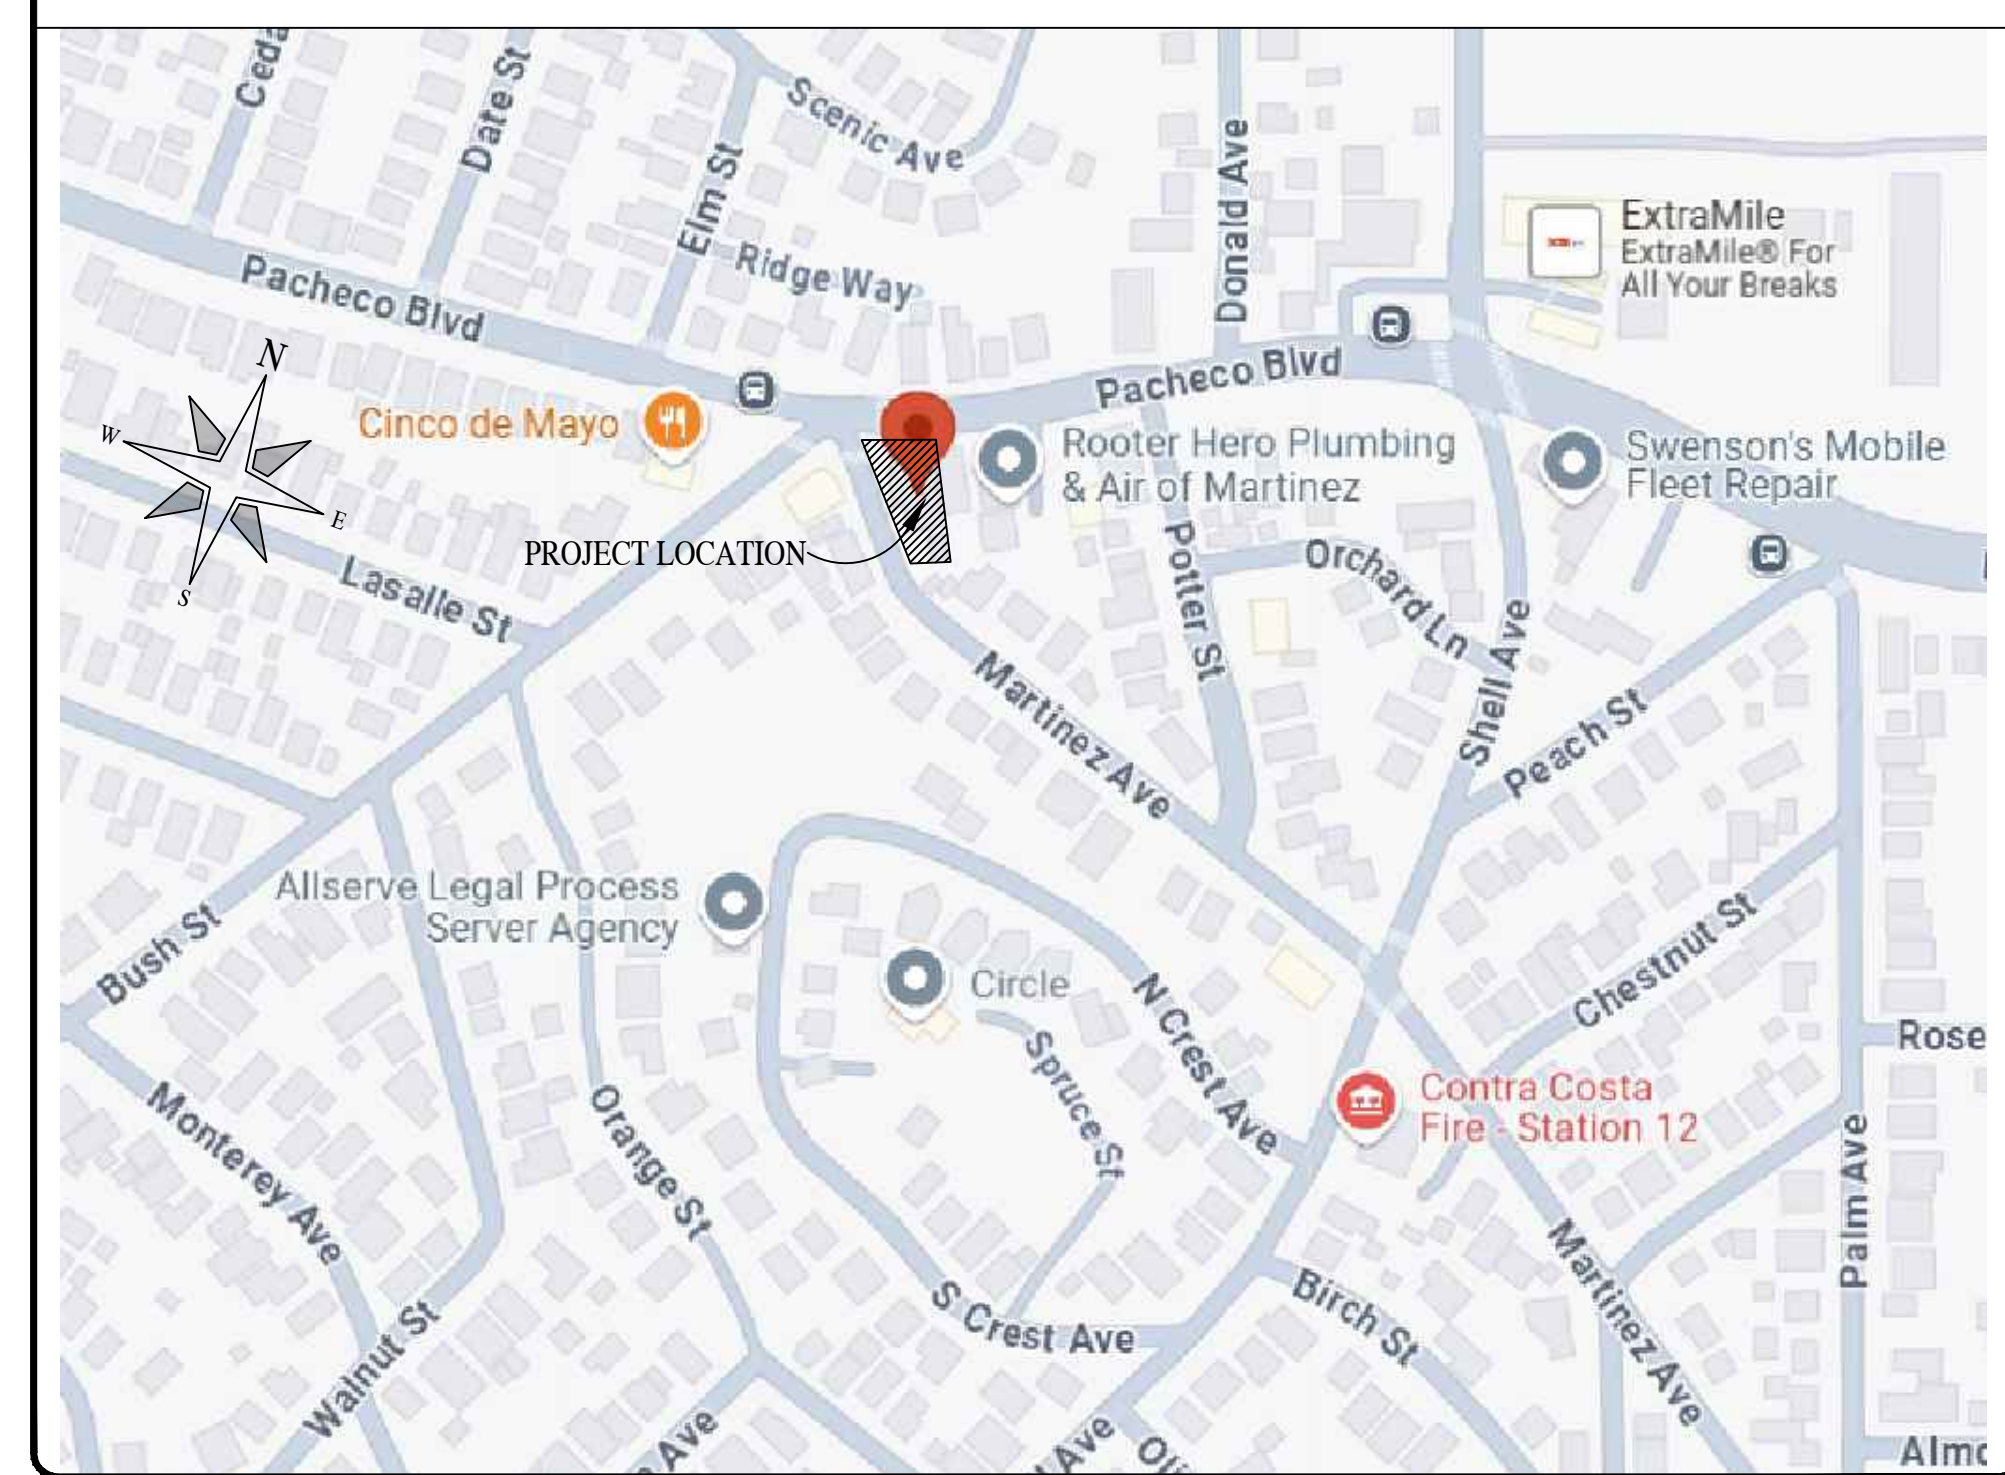 Date St
Scenic Ave
Elm St
Donald Ave
Ridge Way
ExtraMile
ExtraMile® For
All Your Breaks
Pacheco Blvd
N
W
E
S
Cinco de Mayo
Pacheco Blvd
Rooter Hero Plumbing
& Air of Martinez
Swenson's Mobile
Fleet Repair
PROJECT LOCATION
Lasalle St
Potter St
Orchard Ln
Shell Ave
Martinez Ave
Peach St
Allserve Legal Process
Server Agency
Bush St
Chestnut St
Circle
N Crest Ave
Spruce St
Rose
Contra Costa
Fire - Station 12
Monterey Ave
Orange St
Palm Ave
Martinez Ave
S Crest Ave
Birch St
Walnut St
Ave
Ave